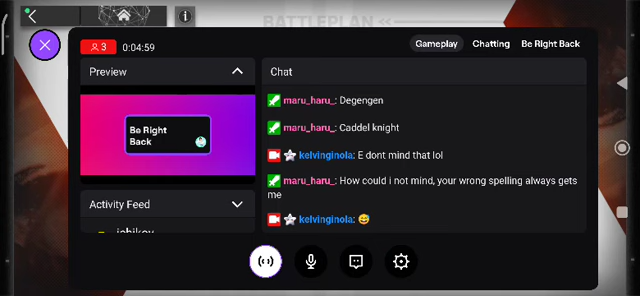 BATTLEPLAN
3
0:04:59
Gameplay
Chatting
Be Right Back
Preview
Be Right
Back
Activity Feed
Chat
maru_haru_: Degengen
maru_haru_: Caddel knight
kelvinginola: E dont mind that lol
maru_haru_: How could i not mind, your wrong spelling always gets
me
kelvinginola: 😅